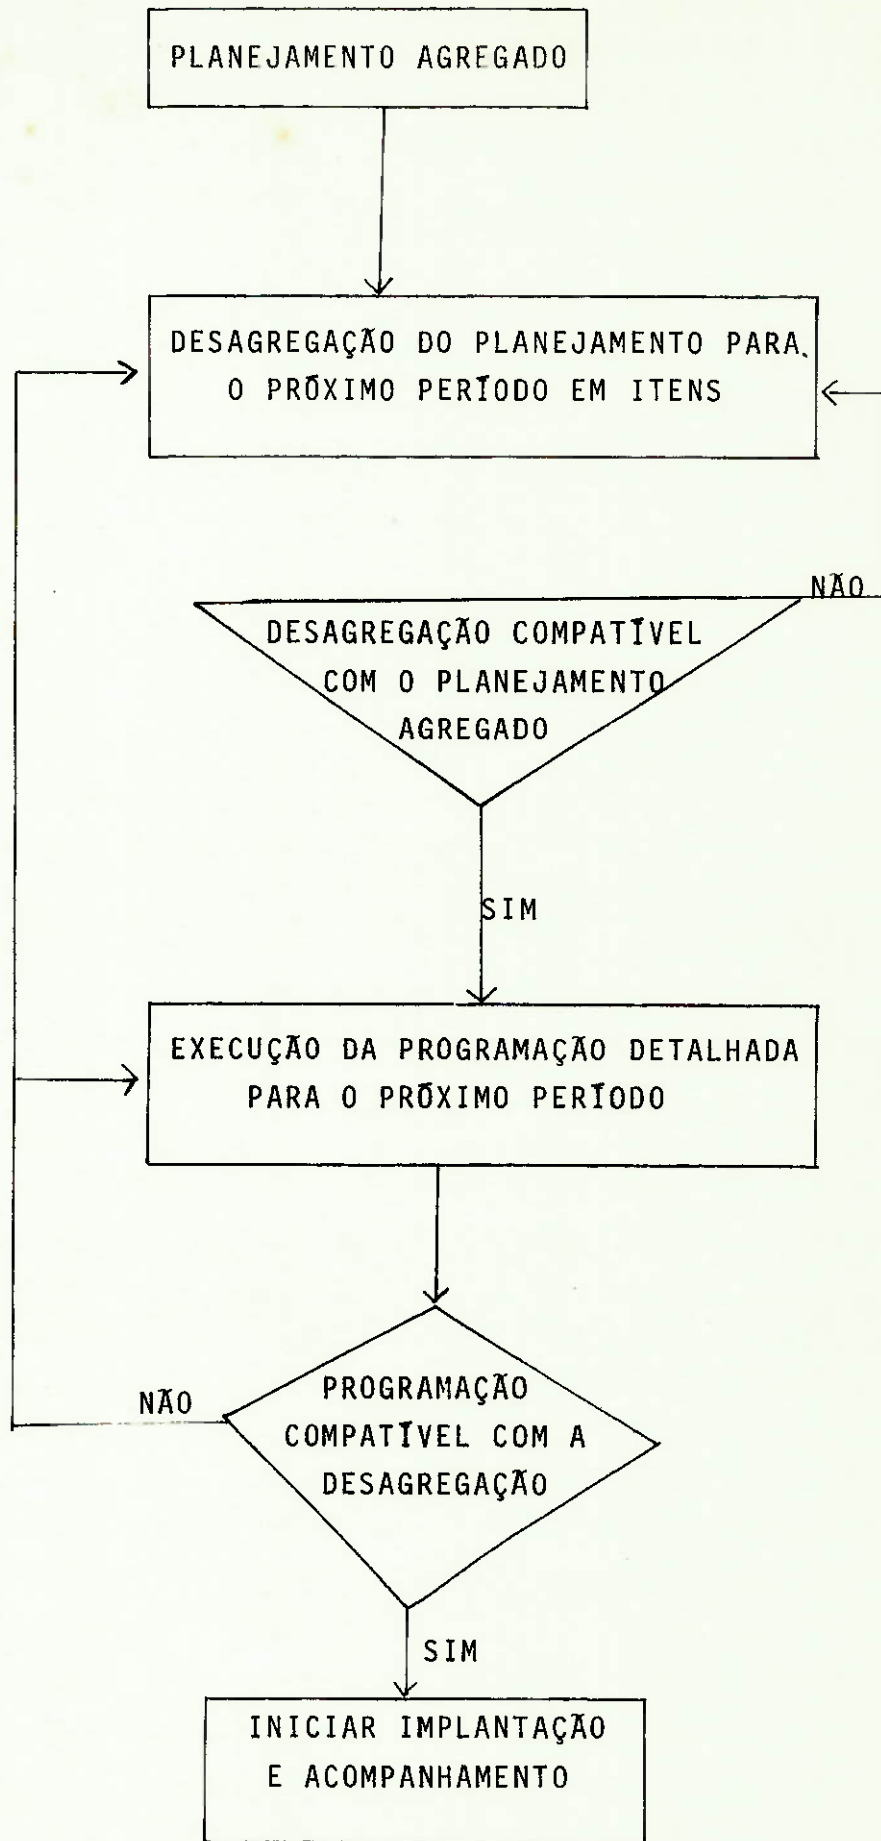 PLANEJAMENTO AGREGADO
DESAGREGAÇÃO DO PLANEJAMENTO PARA
O PRÓXIMO PERÍODO EM ITENS
NÃO
DESAGREGAÇÃO COMPATÍVEL
COM O PLANEJAMENTO
AGREGADO
SIM
EXECUÇÃO DA PROGRAMAÇÃO DETALHADA
PARA O PRÓXIMO PERÍODO
NÃO
PROGRAMAÇÃO
COMPATÍVEL COM A
DESAGREGAÇÃO
SIM
INICIAR IMPLANTAÇÃO
E ACOMPANHAMENTO